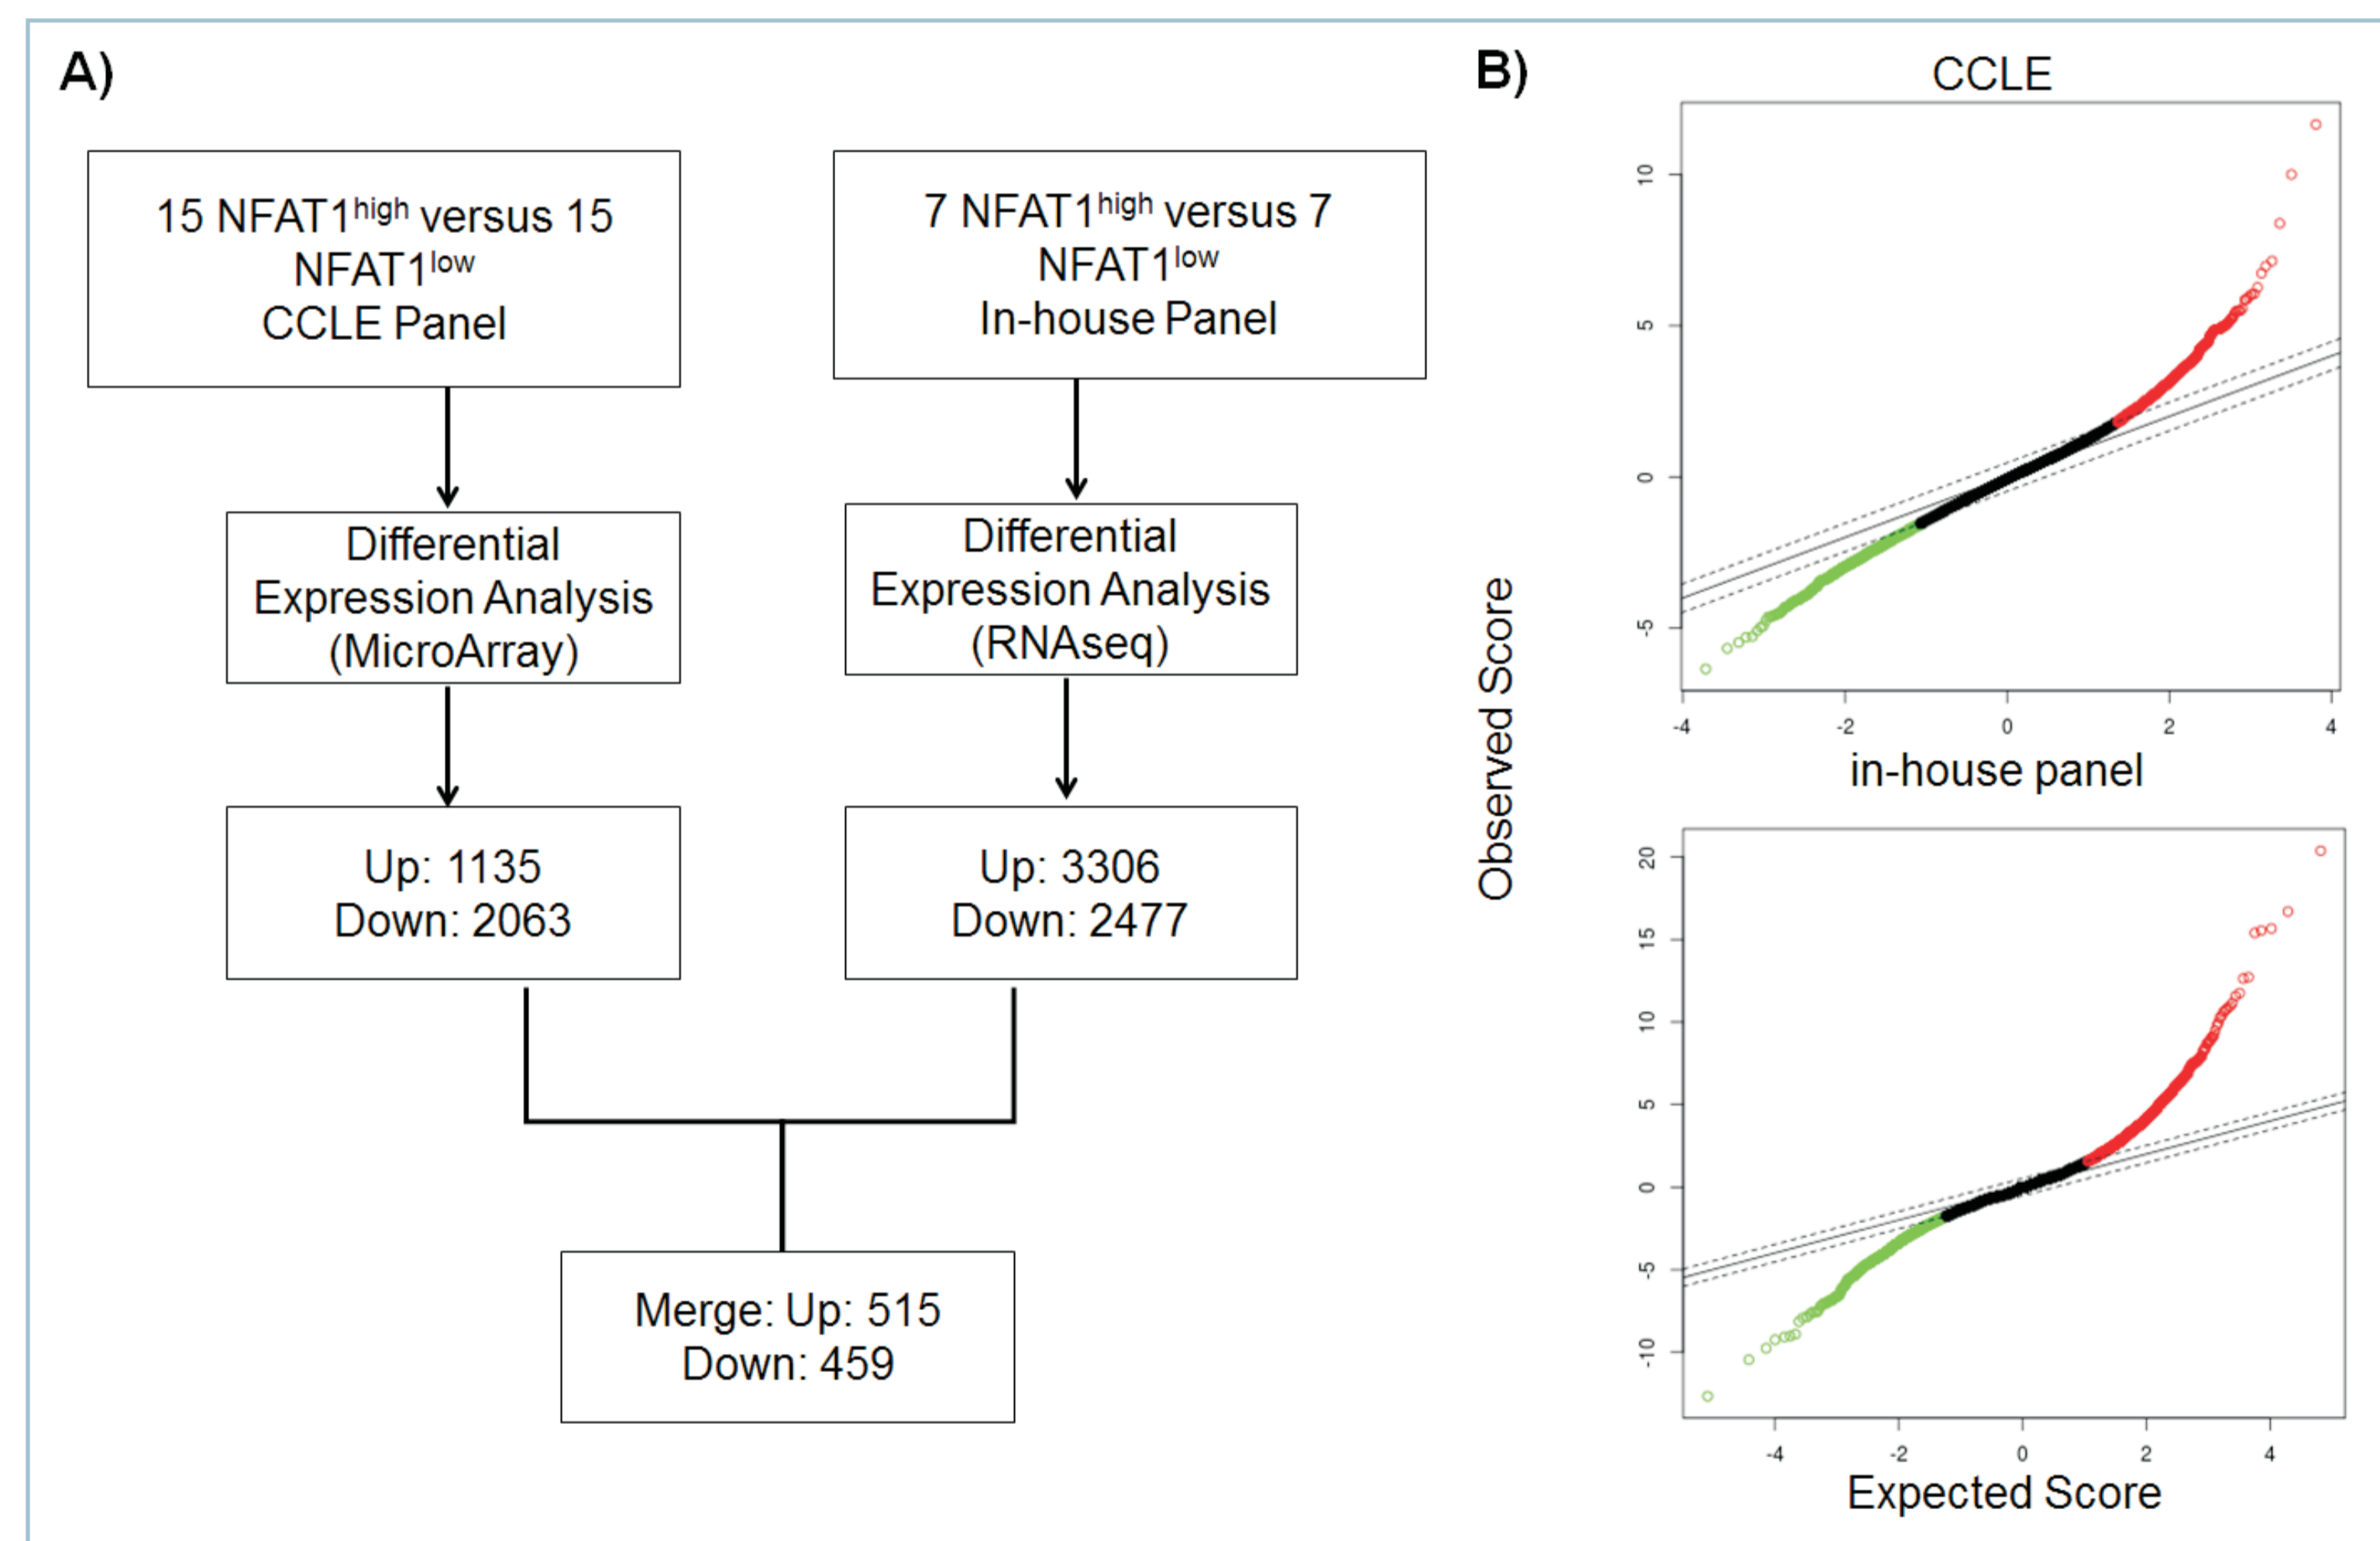 A)
15 NFAT1high versus 15
NFAT1low
CCLE Panel
7 NFAT1high versus 7
NFAT1low
In-house Panel
Differential
Expression Analysis
(MicroArray)
Differential
Expression Analysis
(RNAseq)
Up: 1135
Down: 2063
Up: 3306
Down: 2477
Merge: Up: 515
Down: 459
B)
CCLE
Observed Score
10
5
0
-5
-4 -2 0 2 4
in-house panel
20
15
10
5
0
-5
-10
-4 -2 0 2 4
Expected Score